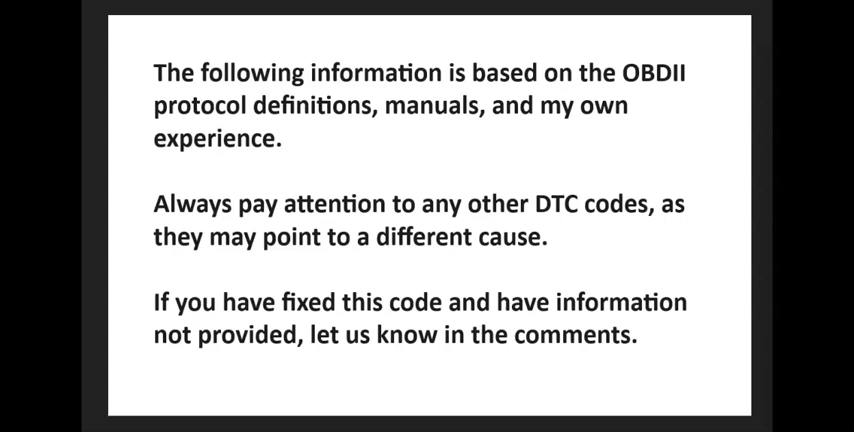 The following information is based on the OBDII
protocol definitions, manuals, and my own
experience.
Always pay attention to any other DTC codes, as
they may point to a different cause.
If you have fixed this code and have information
not provided, let us know in the comments.